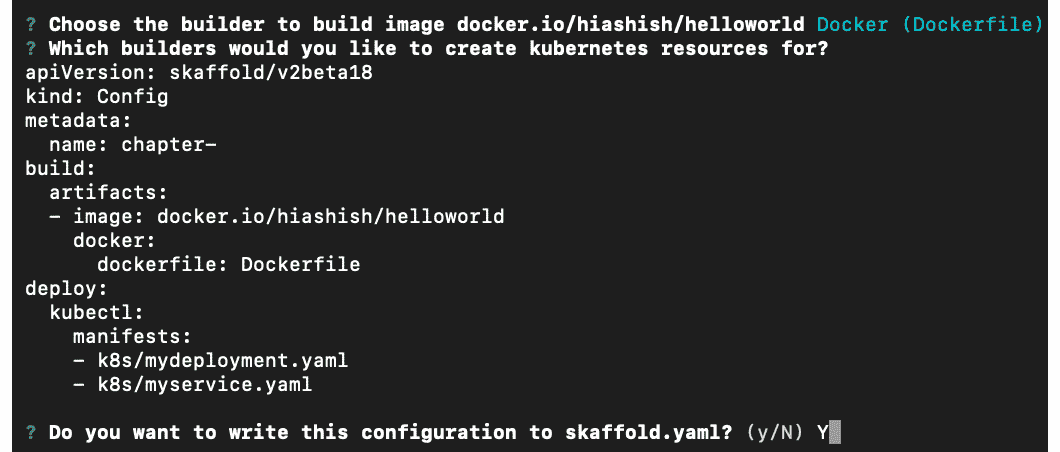 ? Choose the builder to build image docker.io/hiashish/helloworld Docker (Dockerfile)
? Which builders would you like to create kubernetes resources for?
apiVersion: skaffold/v2beta18
kind: Config
metadata:
  name: chapter-
build:
  artifacts:
  - image: docker.io/hiashish/helloworld
    docker:
      dockerfile: Dockerfile
deploy:
  kubectl:
    manifests:
    - k8s/mydeployment.yaml
    - k8s/myservice.yaml

? Do you want to write this configuration to skaffold.yaml? (y/N) Y